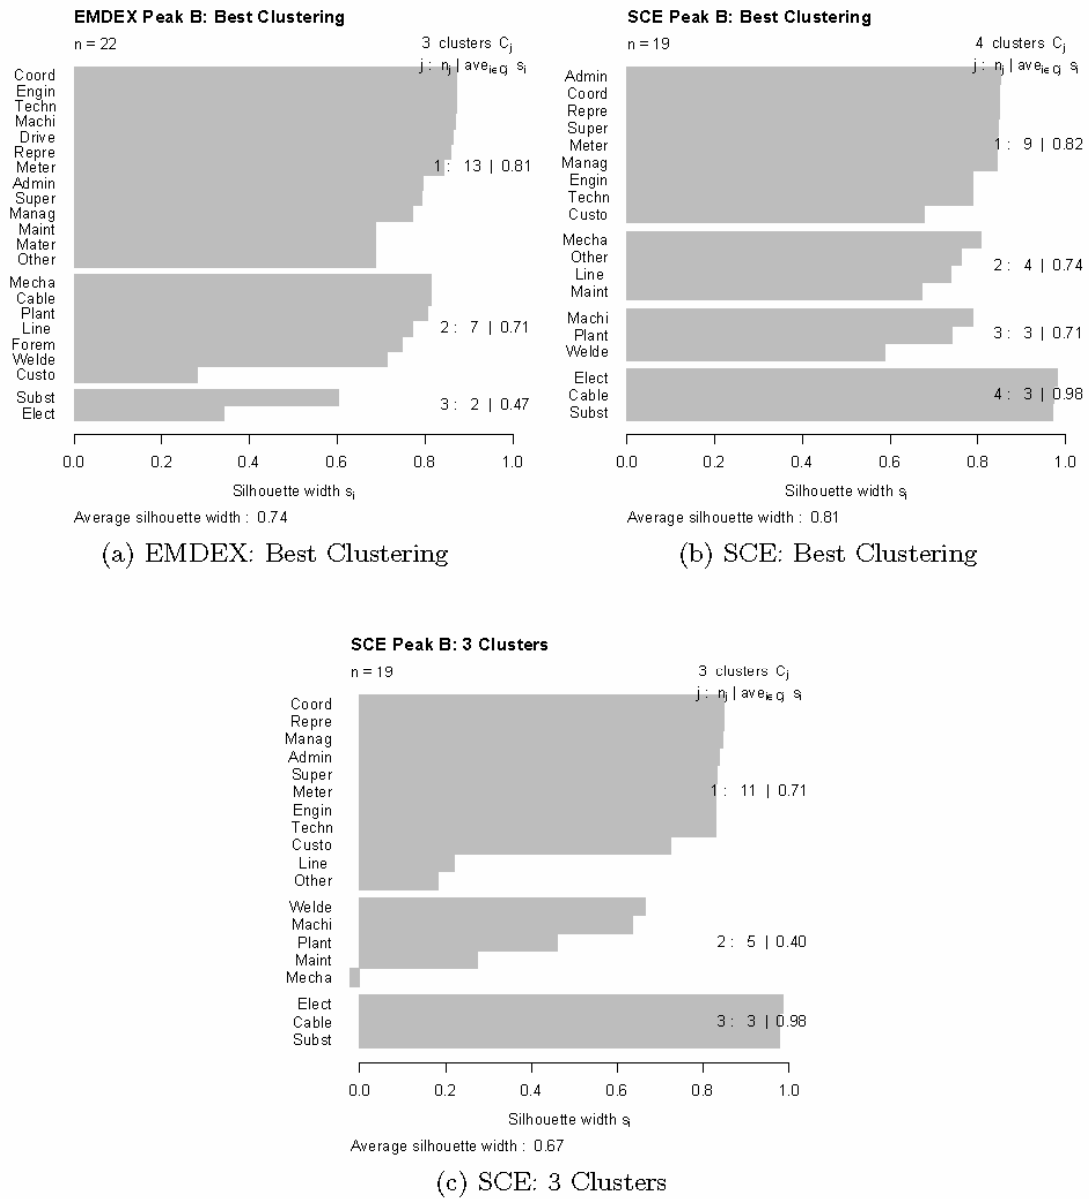 EMDEX Peak B: Best Clustering
n = 22
3 clusters Cj
j : nj | avei∈Cj si
Coord
Engin
Techn
Machi
Drive
Repre
Meter
Admin
Super
Manag
Maint
Mater
Other
1 : 13 | 0.81
Mecha
Cable
Plant
Line
Forem
Welde
Custo
2 : 7 | 0.71
Subst
Elect
3 : 2 | 0.47
0.0 0.2 0.4 0.6 0.8 1.0
Silhouette width si
Average silhouette width : 0.74
(a) EMDEX: Best Clustering
SCE Peak B: Best Clustering
n = 19
4 clusters Cj
j : nj | avei∈Cj si
Admin
Coord
Repre
Super
Meter
Manag
Engin
Techn
Custo
1 : 9 | 0.82
Mecha
Other
Line
Maint
2 : 4 | 0.74
Machi
Plant
Welde
3 : 3 | 0.71
Elect
Cable
Subst
4 : 3 | 0.98
0.0 0.2 0.4 0.6 0.8 1.0
Silhouette width si
Average silhouette width : 0.81
(b) SCE: Best Clustering
SCE Peak B: 3 Clusters
n = 19
3 clusters Cj
j : nj | avei∈Cj si
Coord
Repre
Manag
Admin
Super
Meter
Engin
Techn
Custo
Line
Other
1 : 11 | 0.71
Welde
Machi
Plant
Maint
Mecha
2 : 5 | 0.40
Elect
Cable
Subst
3 : 3 | 0.98
0.0 0.2 0.4 0.6 0.8 1.0
Silhouette width si
Average silhouette width : 0.67
(c) SCE: 3 Clusters